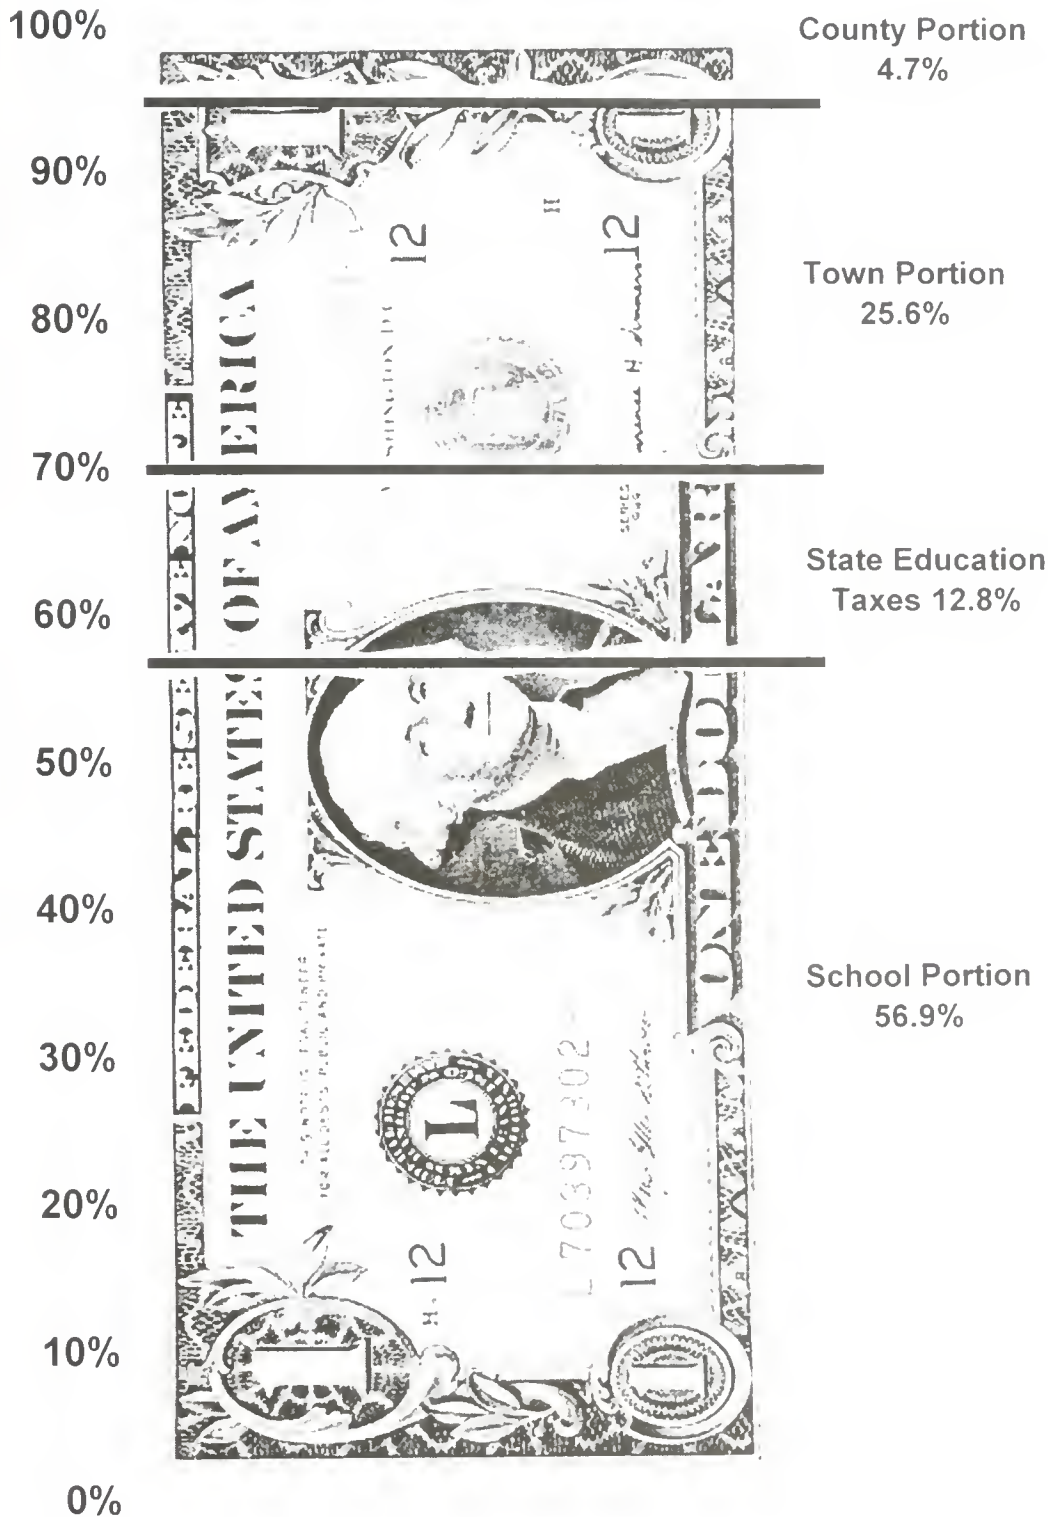 100%
County Portion
4.7%
90%
Town Portion
25.6%
80%
70%
State Education
Taxes 12.8%
60%
50%
40%
School Portion
56.9%
30%
20%
10%
0%
THE UNITED STATES OF AMERICA
12
12
H
L
L70397302
12
12
ONE DO